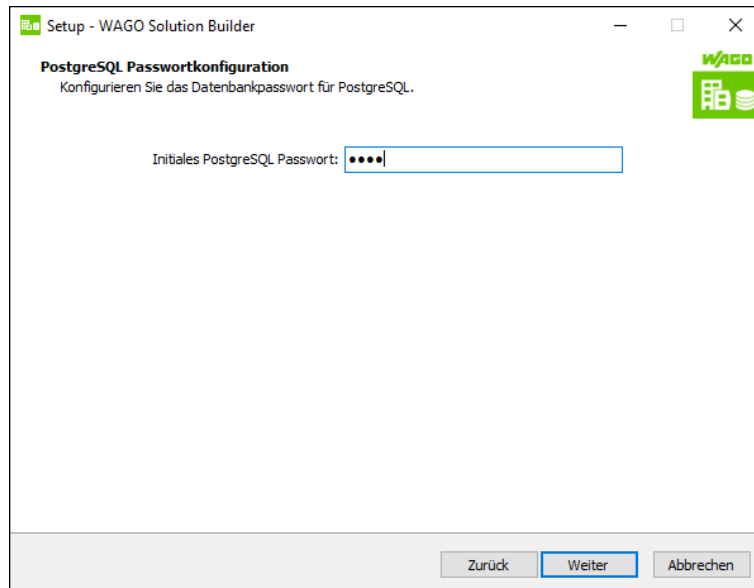 Setup - WAGO Solution Builder
WAGO
PostgreSQL Passwortkonfiguration
Konfigurieren Sie das Datenbankpasswort für PostgreSQL.
Initiales PostgreSQL Passwort: ●●●●
Zurück Weiter Abbrechen